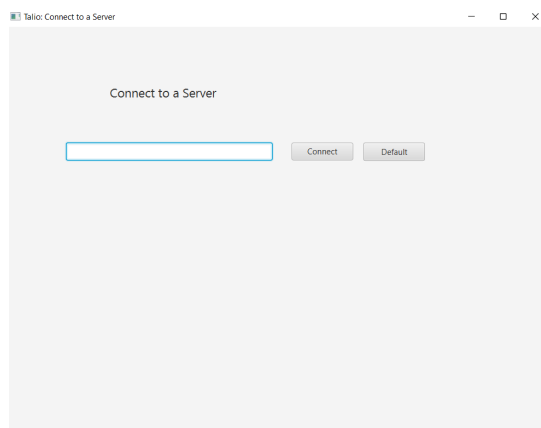 Talio: Connect to a Server
Connect to a Server
Connect Default